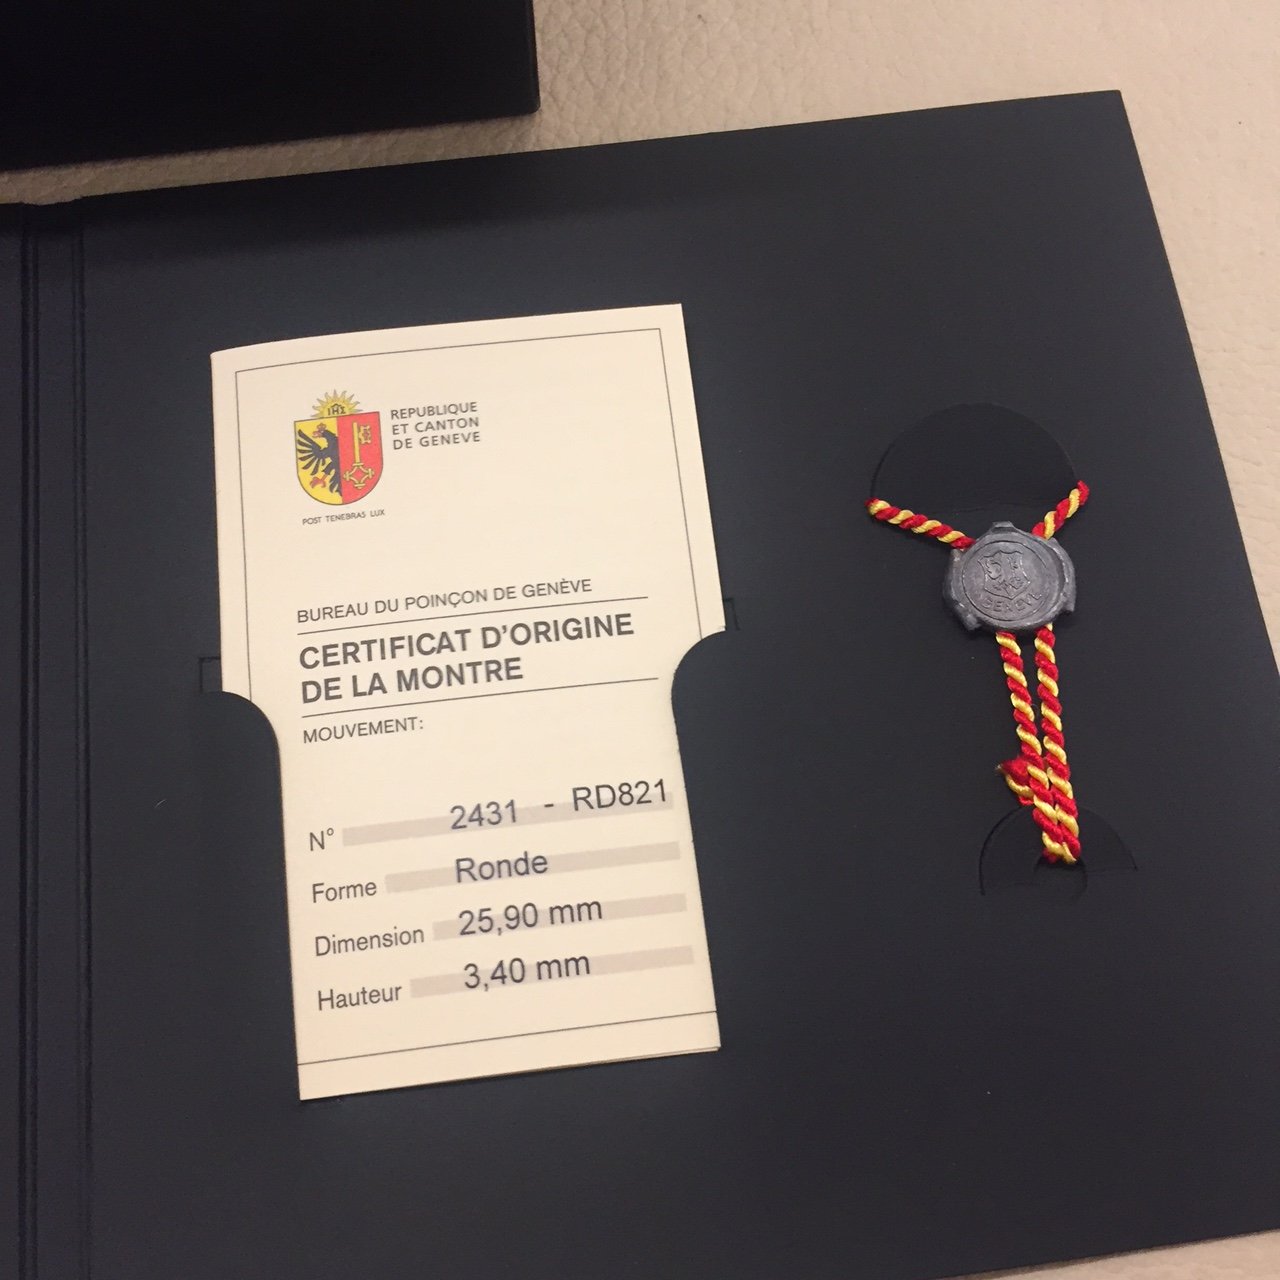 IHS
REPUBLIQUE
ET CANTON
DE GENEVE
POST TENEBRAS LUX
BUREAU DU POINÇON DE GENÈVE
CERTIFICAT D'ORIGINE
DE LA MONTRE
MOUVEMENT:
N° 2431 - RD821
Forme Ronde
Dimension 25,90 mm
Hauteur 3,40 mm